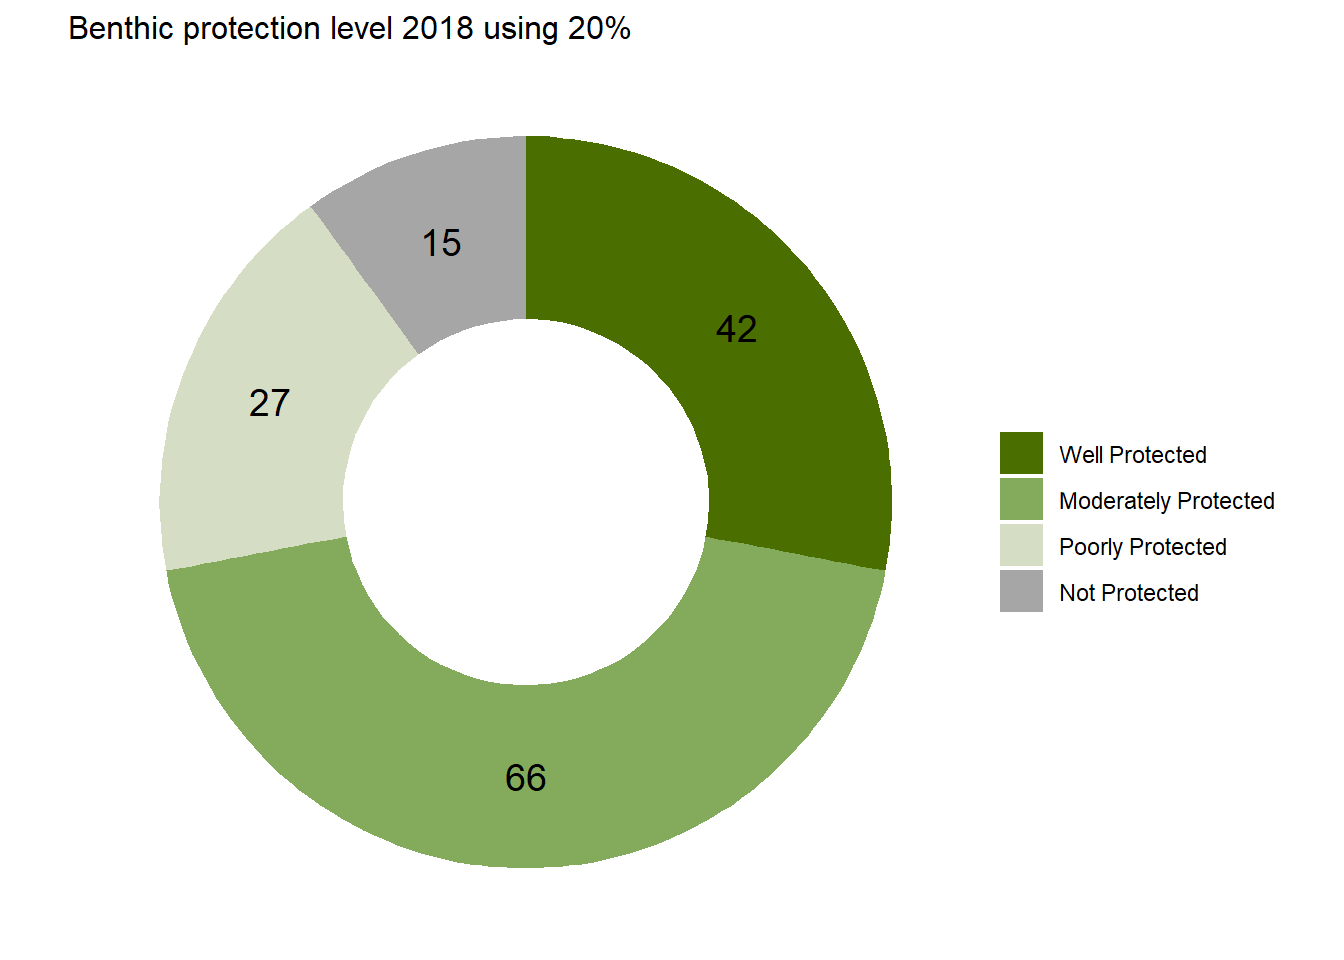 Benthic protection level 2018 using 20%
15
42
27
66
Well Protected
Moderately Protected
Poorly Protected
Not Protected